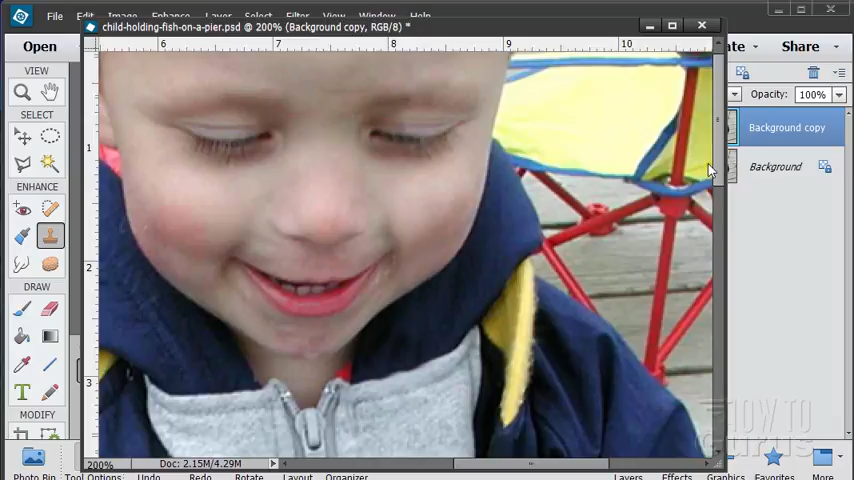 File Edit Image Enhance Layer Select Filter View Window Help
child-holding-fish-on-a-pier.psd @ 200% (Background copy, RGB/8) *
Open
ate
Share
VIEW
SELECT
ENHANCE
DRAW
T
MODIFY
6 7 8 9 10
1
2
3
Opacity: 100%
Background copy
Background
HOW TO
GURUS
200% Doc: 2.15M/4.29M
Photo Bin Tool Options Undo Redo Rotate Layout Organizer Layers Effects Graphics More